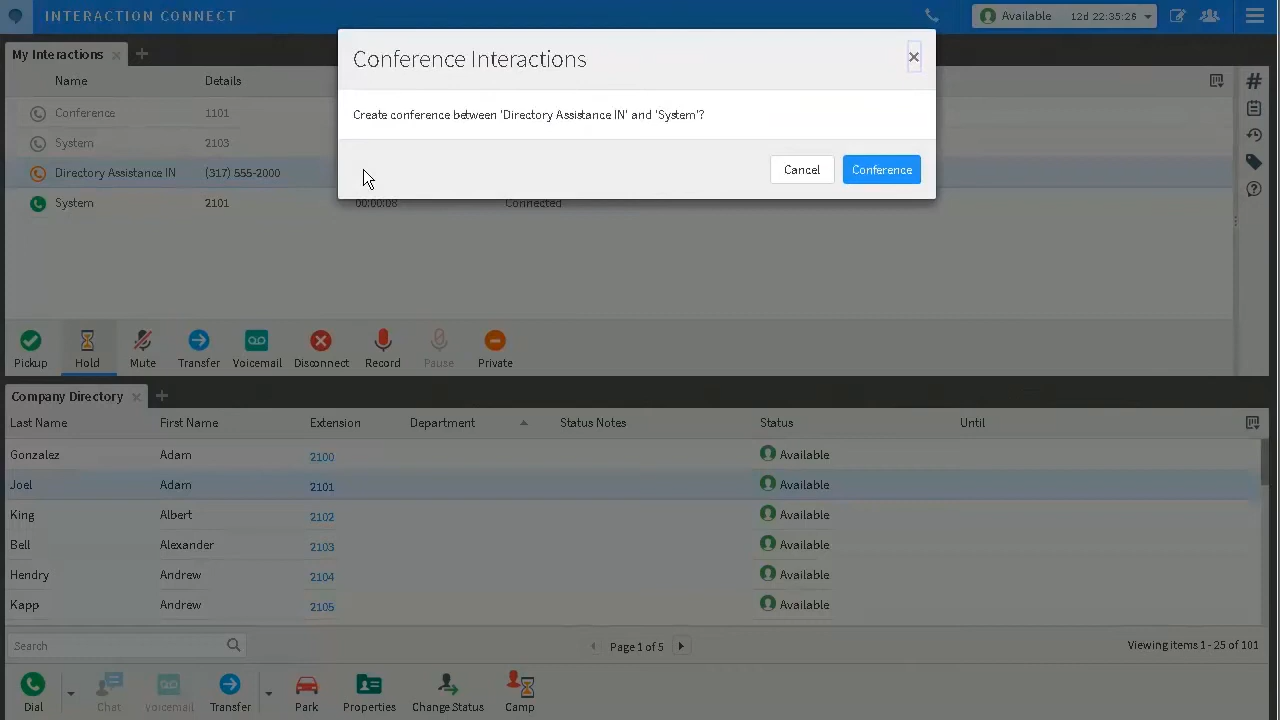 INTERACTION CONNECT
Available 12d 22:35:26
My Interactions
Name Details
Conference 1101
System 2103
Directory Assistance IN (317) 555-2000
System 2101 00:00:08 Connected
Conference Interactions
Create conference between 'Directory Assistance IN' and 'System'?
Cancel Conference
Pickup Hold Mute Transfer Voicemail Disconnect Record Pause Private
Company Directory
Last Name First Name Extension Department Status Notes Status Until
Gonzalez Adam 2100 Available
Joel Adam 2101 Available
King Albert 2102 Available
Bell Alexander 2103 Available
Hendry Andrew 2104 Available
Kapp Andrew 2105 Available
Search Page 1 of 5 Viewing items 1 - 25 of 101
Dial Chat Voicemail Transfer Park Properties Change Status Camp